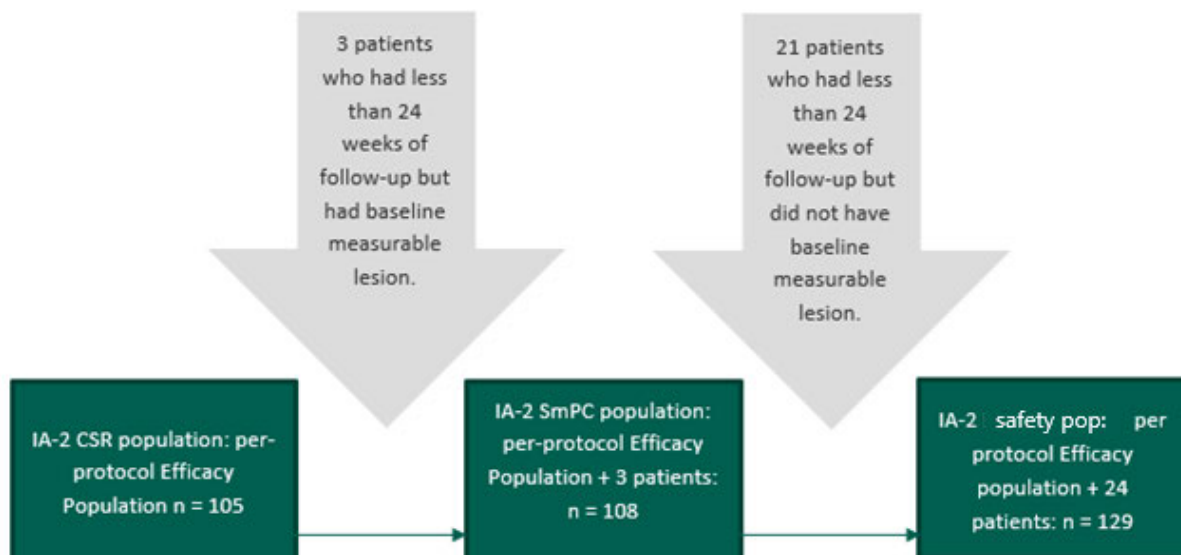 3 patients
who had less
than 24
weeks of
follow-up but
had baseline
measurable
lesion.
21 patients
who had less
than 24
weeks of
follow-up but
did not have
baseline
measurable
lesion.
IA-2 CSR population: per-
protocol Efficacy
Population n = 105
IA-2 SmPC population:
per-protocol Efficacy
Population + 3 patients:
n = 108
IA-2 safety pop: per
protocol Efficacy
population + 24
patients: n = 129